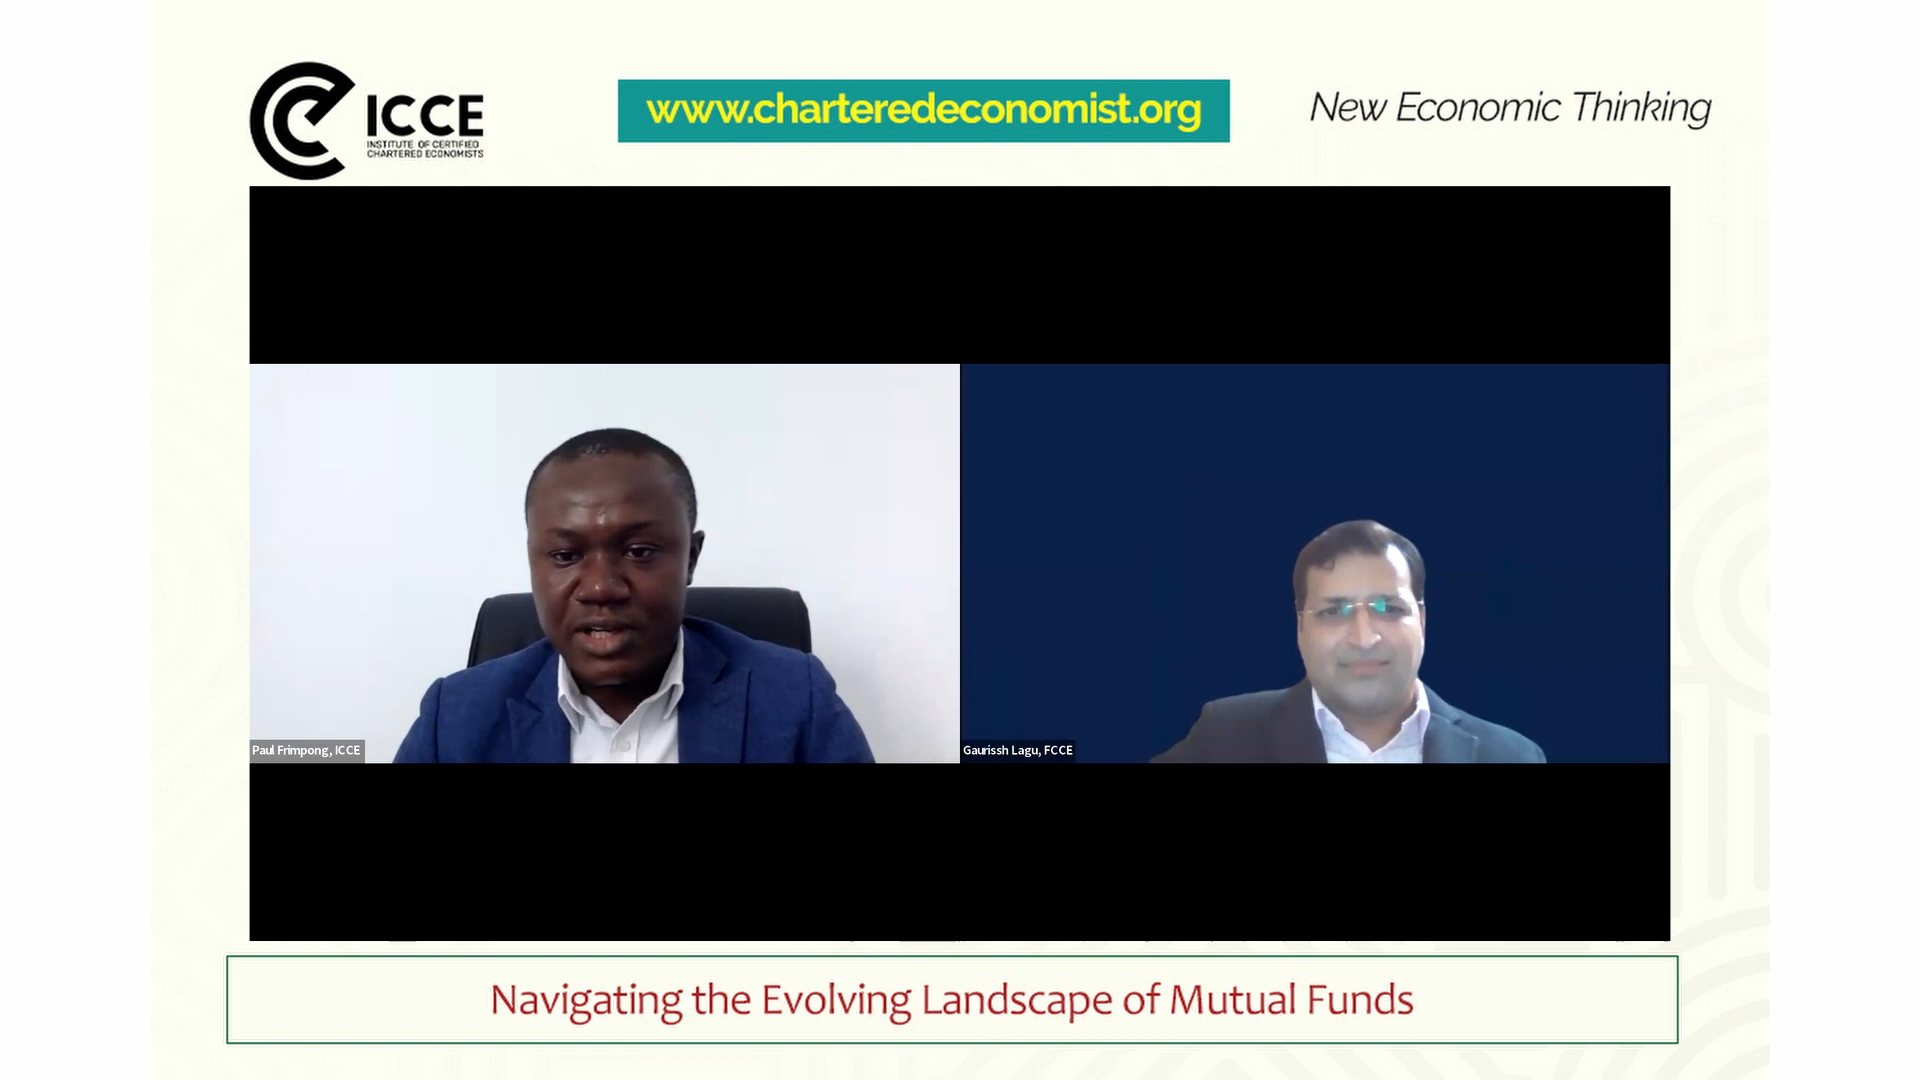 ICCE
INSTITUTE OF CERTIFIED
CHARTERED ECONOMISTS
www.charteredeconomist.org
New Economic Thinking
Paul Frimpong, ICCE
Gaurissh Lagu, FCCE
Navigating the Evolving Landscape of Mutual Funds